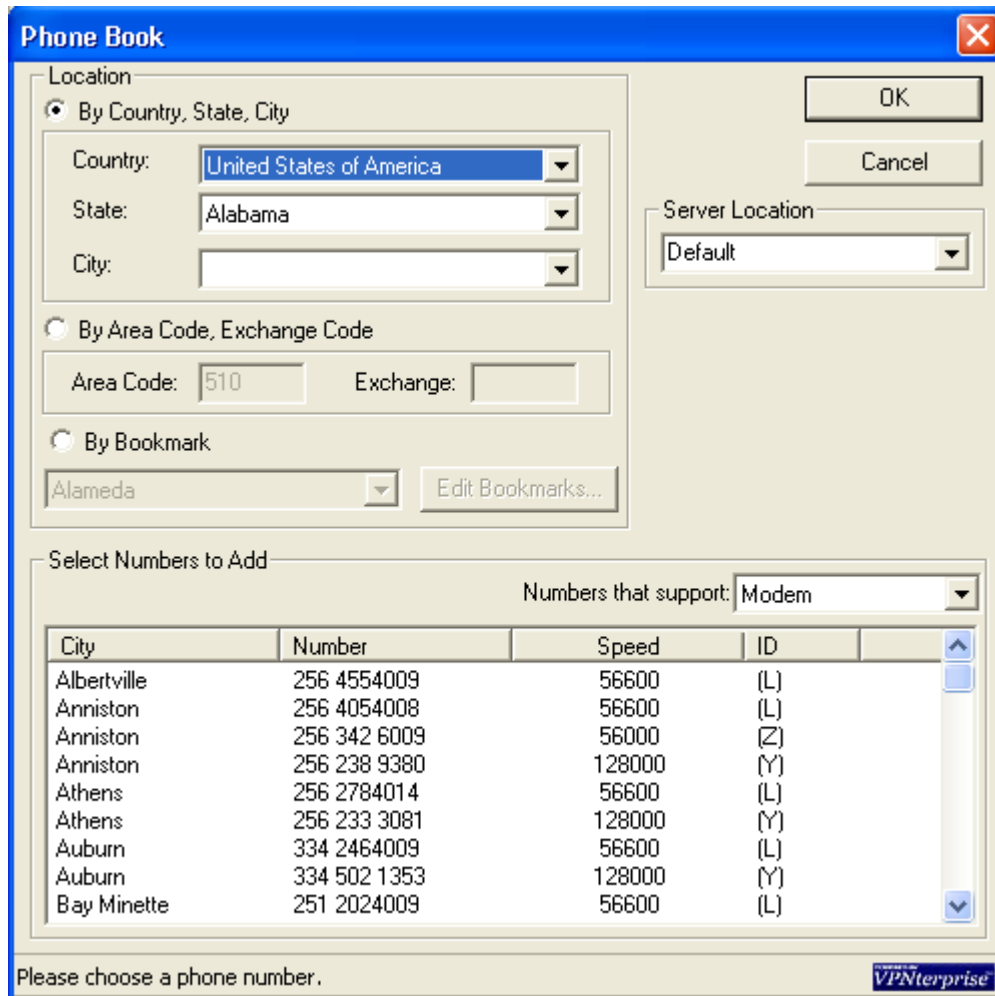 Phone Book
Location
By Country, State, City
OK
Country: United States of America
Cancel
State: Alabama
Server Location
Default
City:
By Area Code, Exchange Code
Area Code: 510 Exchange:
By Bookmark
Alameda Edit Bookmarks...
Select Numbers to Add
Numbers that support: Modem
City Number Speed ID
Albertville 256 4554009 56600 (L)
Anniston 256 4054008 56600 (L)
Anniston 256 342 6009 56000 (Z)
Anniston 256 238 9380 128000 (Y)
Athens 256 2784014 56600 (L)
Athens 256 233 3081 128000 (Y)
Auburn 334 2464009 56600 (L)
Auburn 334 502 1353 128000 (Y)
Bay Minette 251 2024009 56600 (L)
Please choose a phone number.
VPNterprise